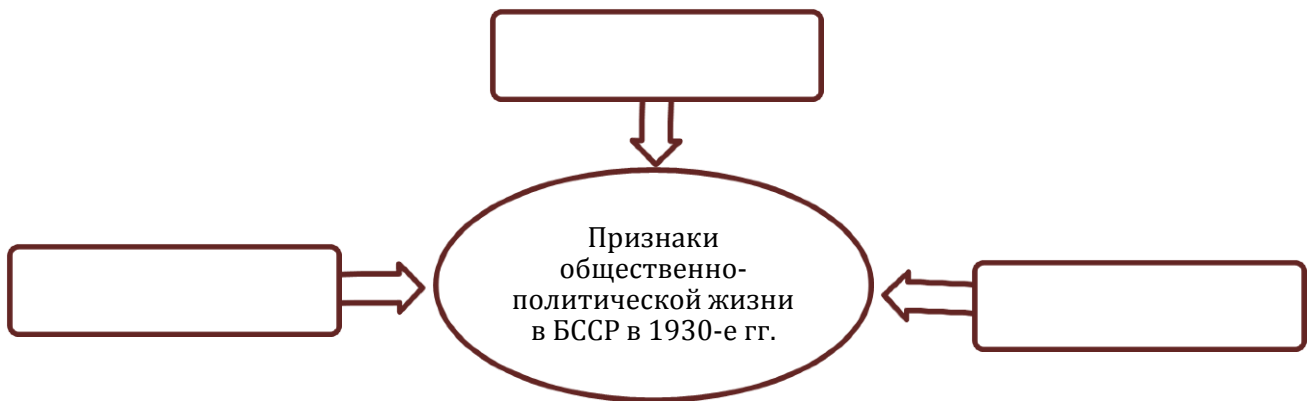 Признаки
общественно-
политической жизни
в БССР в 1930-е гг.